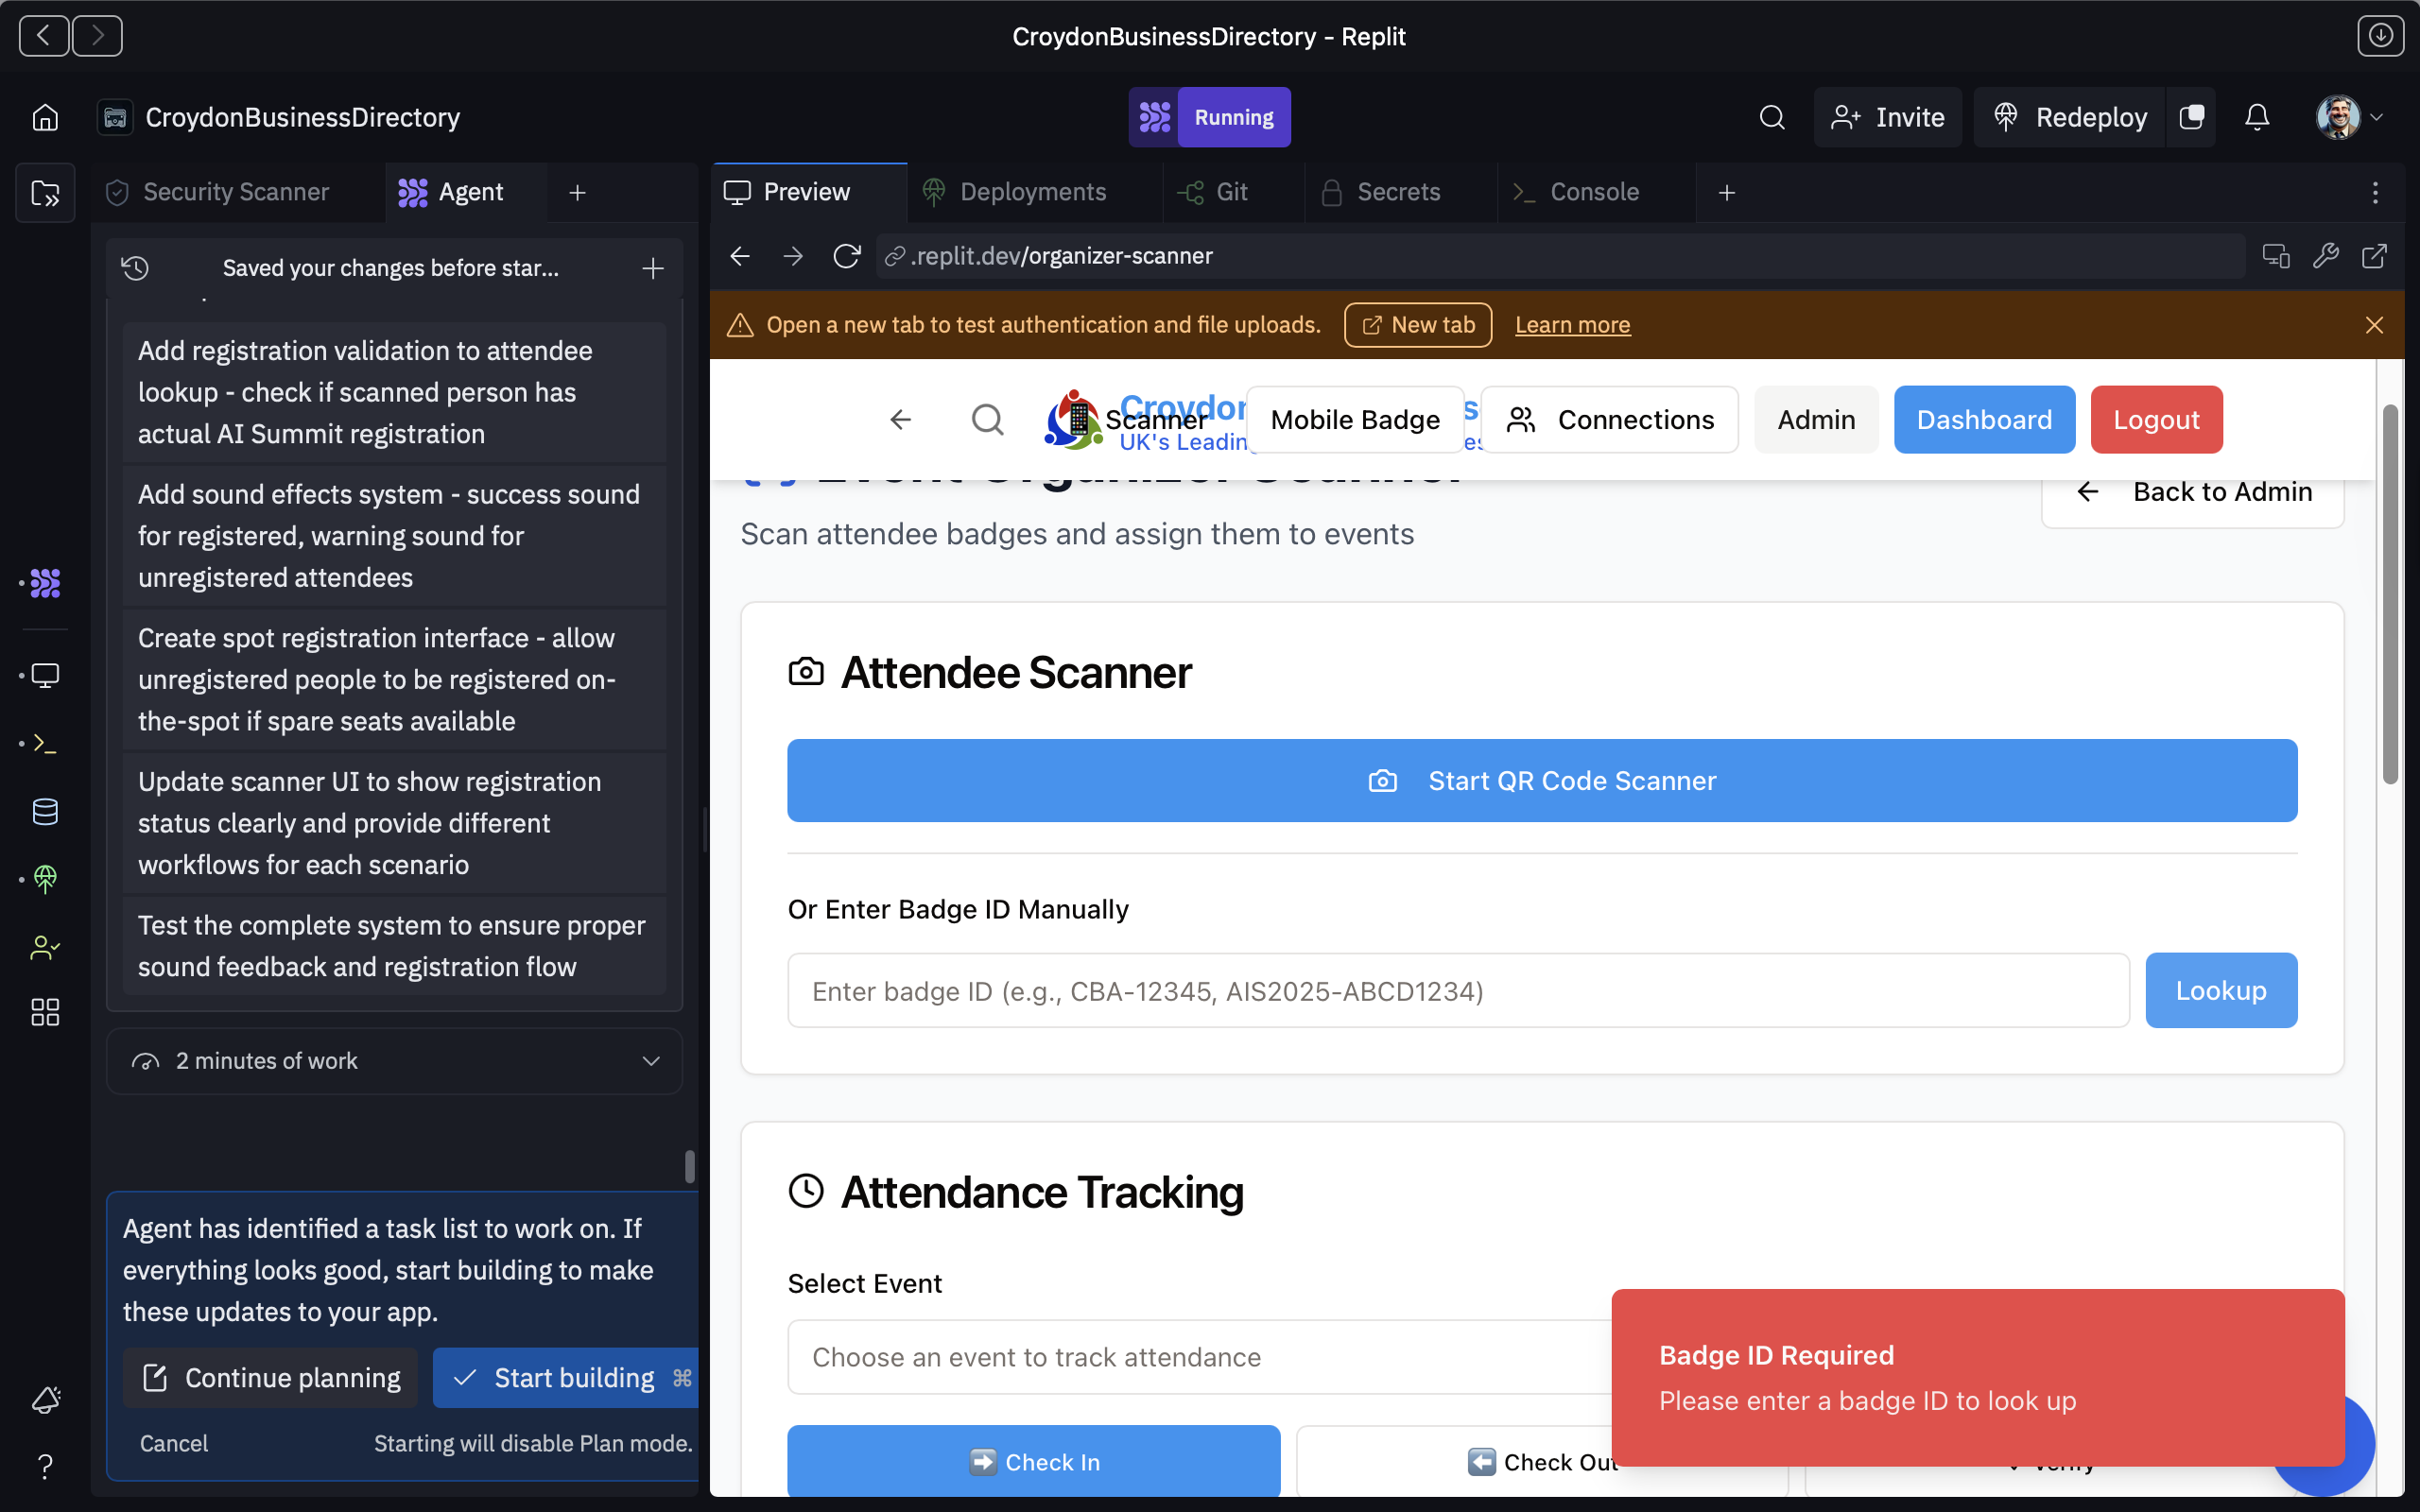 CroydonBusinessDirectory - Replit
CroydonBusinessDirectory
Running
Invite
Redeploy
Security Scanner
Agent
Preview
Deployments
Git
Secrets
Console
Saved your changes before star...
.replit.dev/organizer-scanner
Open a new tab to test authentication and file uploads.
New tab
Learn more
Add registration validation to attendee
lookup - check if scanned person has
actual AI Summit registration
Add sound effects system - success sound
for registered, warning sound for
unregistered attendees
Create spot registration interface - allow
unregistered people to be registered on-
the-spot if spare seats available
Update scanner UI to show registration
status clearly and provide different
workflows for each scenario
Test the complete system to ensure proper
sound feedback and registration flow
2 minutes of work
Agent has identified a task list to work on. If
everything looks good, start building to make
these updates to your app.
Continue planning
Start building ⌘
Cancel
Starting will disable Plan mode.
Croydon
UK's Leading
Scanner
Mobile Badge
Connections
Admin
Dashboard
Logout
Event Organizer Scanner
Back to Admin
Scan attendee badges and assign them to events
Attendee Scanner
Start QR Code Scanner
Or Enter Badge ID Manually
Enter badge ID (e.g., CBA-12345, AIS2025-ABCD1234)
Lookup
Attendance Tracking
Select Event
Choose an event to track attendance
Check In
Check Out
Verify
Badge ID Required
Please enter a badge ID to look up